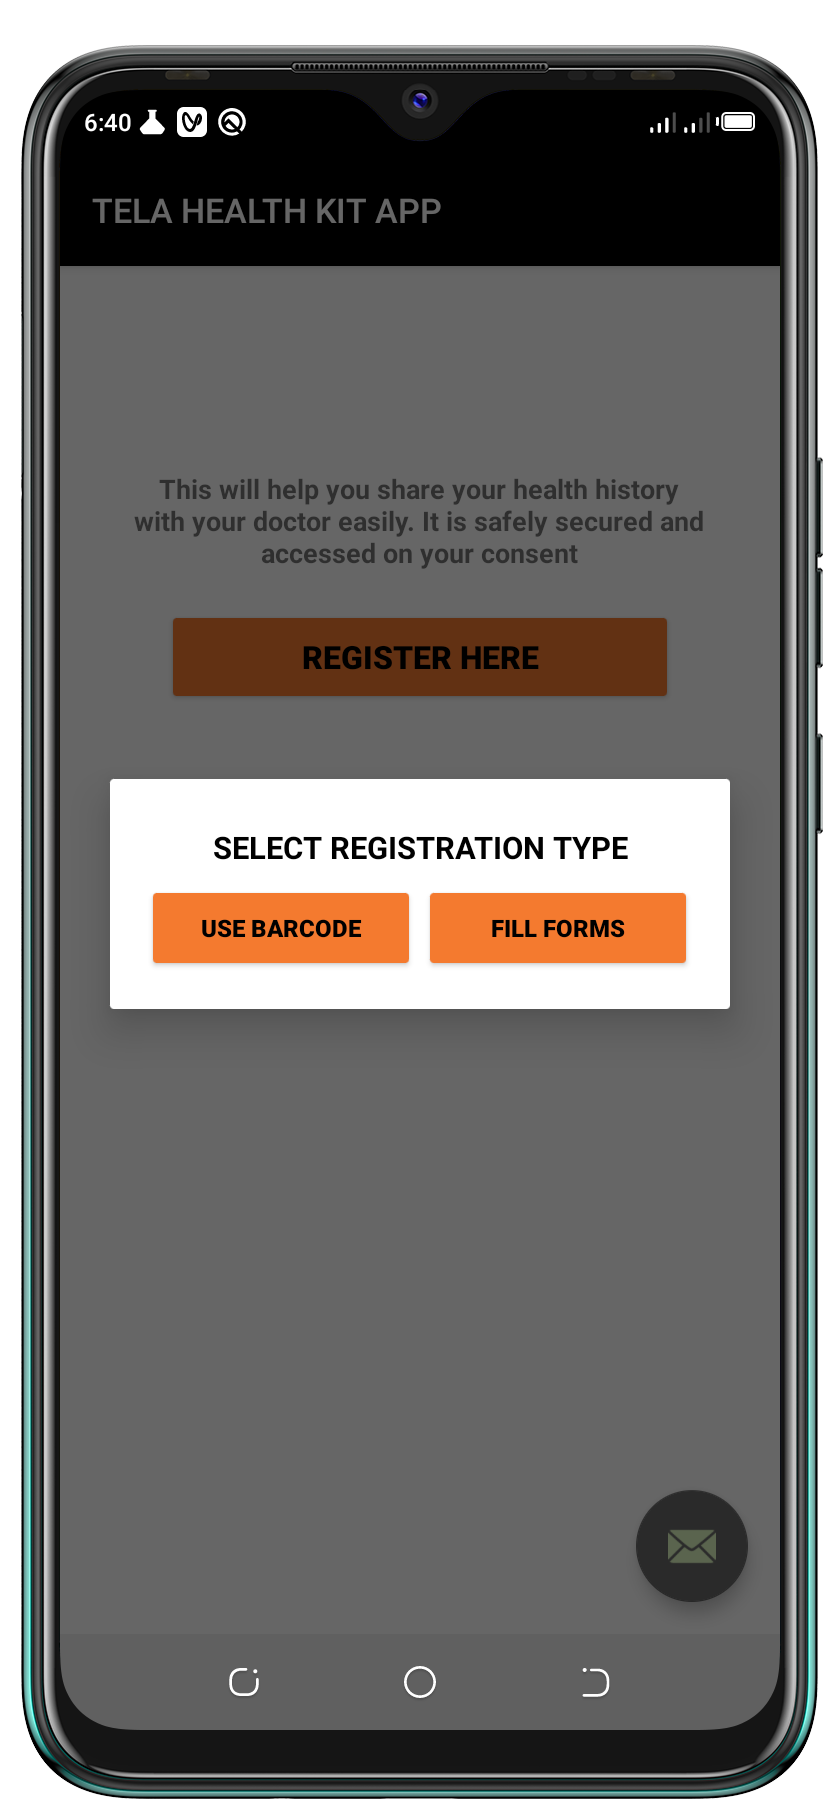 6:40
TELA HEALTH KIT APP
This will help you share your health history
with your doctor easily. It is safely secured and
accessed on your consent
REGISTER HERE
SELECT REGISTRATION TYPE
USE BARCODE FILL FORMS